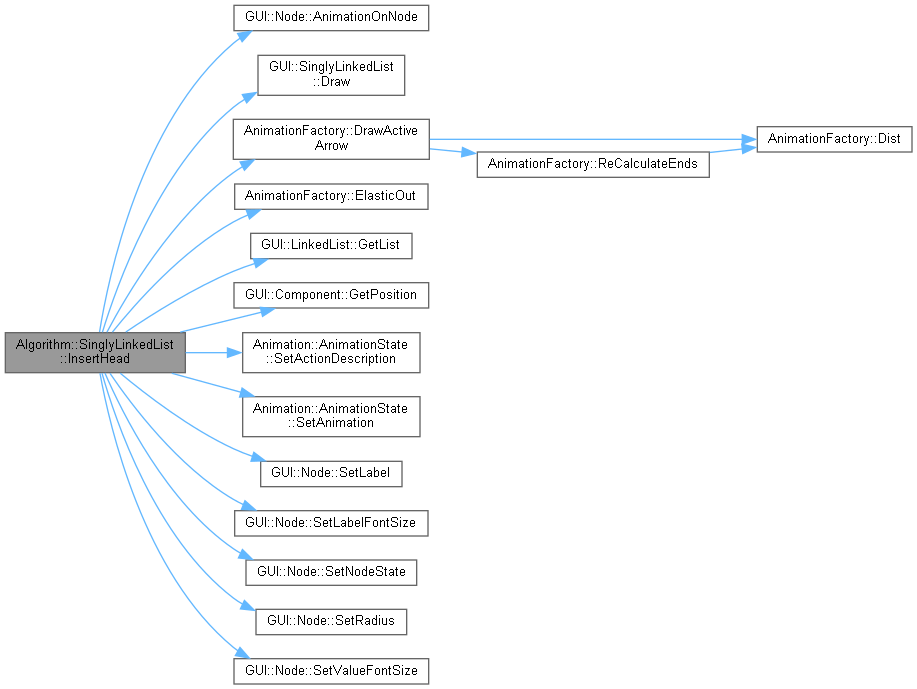 GUI::Node::AnimationOnNode
GUI::SinglyLinkedList
::Draw
AnimationFactory::DrawActive
Arrow
AnimationFactory::Dist
AnimationFactory::ReCalculateEnds
AnimationFactory::ElasticOut
GUI::LinkedList::GetList
GUI::Component::GetPosition
Algorithm::SinglyLinkedList
::InsertHead
Animation::AnimationState
::SetActionDescription
Animation::AnimationState
::SetAnimation
GUI::Node::SetLabel
GUI::Node::SetLabelFontSize
GUI::Node::SetNodeState
GUI::Node::SetRadius
GUI::Node::SetValueFontSize